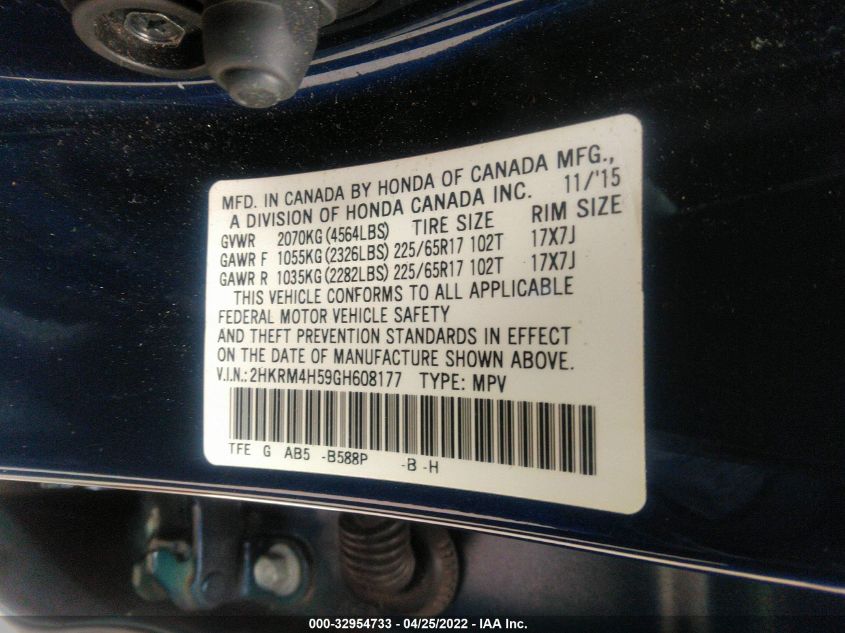 MFD. IN CANADA BY HONDA OF CANADA MFG.,
A DIVISION OF HONDA CANADA INC. 11/'15
GVWR 2070KG (4564LBS) TIRE SIZE RIM SIZE
GAWR F 1055KG (2326LBS) 225/65R17 102T 17X7J
GAWR R 1035KG (2282LBS) 225/65R17 102T 17X7J
THIS VEHICLE CONFORMS TO ALL APPLICABLE
FEDERAL MOTOR VEHICLE SAFETY
AND THEFT PREVENTION STANDARDS IN EFFECT
ON THE DATE OF MANUFACTURE SHOWN ABOVE.
V.I.N.:2HKRM4H59GH608177 TYPE: MPV
TFE G AB5 -B588P -B -H
000-32954733 - 04/25/2022 - IAA Inc.